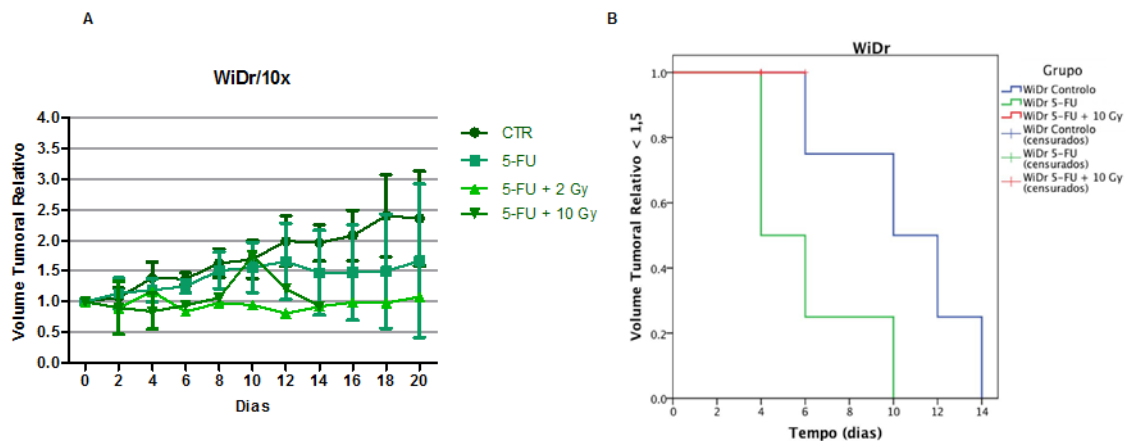 A
WiDr/10x
Volume Tumoral Relativo
4.0
3.5
3.0
2.5
2.0
1.5
1.0
0.5
0.0
0 2 4 6 8 10 12 14 16 18 20
Dias
CTR
5-FU
5-FU + 2 Gy
5-FU + 10 Gy
B
WiDr
Volume Tumoral Relativo < 1,5
1.0
0.8
0.6
0.4
0.2
0.0
0 2 4 6 8 10 12 14
Tempo (dias)
Grupo
WiDr Controlo
WiDr 5-FU
WiDr 5-FU + 10 Gy
WiDr Controlo
(censurados)
WiDr 5-FU
(censurados)
WiDr 5-FU + 10 Gy
(censurados)